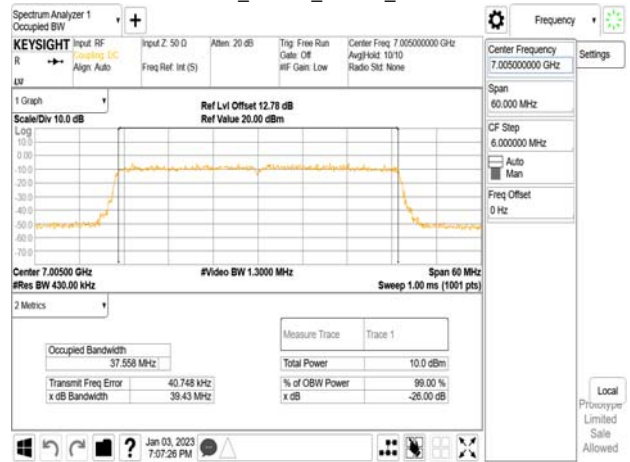 Spectrum Analyzer 1
Occupied BW
+
Frequency
KEYSIGHT
Input: RF
Coupling: DC
Align: Auto
Input Z: 50 Ω
Freq Ref: Int (S)
Atten: 20 dB
Trig: Free Run
Gate: Off
#IF Gain: Low
Center Freq: 7.005000000 GHz
Avg|Hold: 10/10
Radio Std: None
R
LXI
Center Frequency
7.005000000 GHz
Settings
Span
60.000 MHz
CF Step
6.000000 MHz
Auto
Man
Freq Offset
0 Hz
1 Graph
Scale/Div 10.0 dB
Ref Lvl Offset 12.78 dB
Ref Value 20.00 dBm
Log
10.0
0.00
-10.0
-20.0
-30.0
-40.0
-50.0
-60.0
-70.0
Center 7.00500 GHz
#Video BW 1.3000 MHz
Span 60 MHz
#Res BW 430.00 kHz
Sweep 1.00 ms (1001 pts)
2 Metrics
Measure Trace
Trace 1
Occupied Bandwidth
37.558 MHz
Total Power
10.0 dBm
Transmit Freq Error
40.748 kHz
% of OBW Power
99.00 %
x dB Bandwidth
39.43 MHz
x dB
-26.00 dB
Local
Prototype
Limited
Sale
Allowed
?
Jan 03, 2023
7:07:26 PM